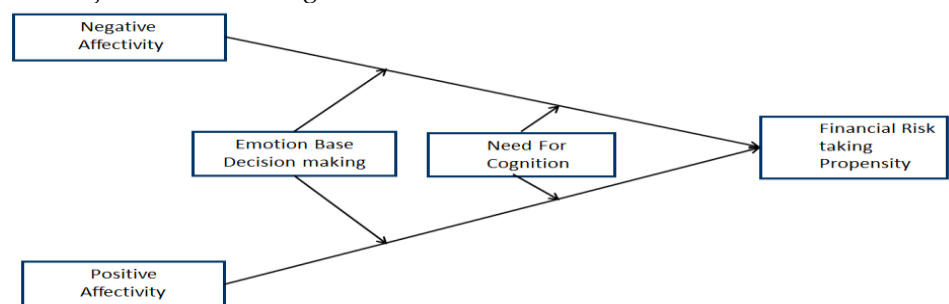 Negative
Affectivity
Emotion Base
Decision making
Need For
Cognition
Financial Risk
taking
Propensity
Positive
Affectivity